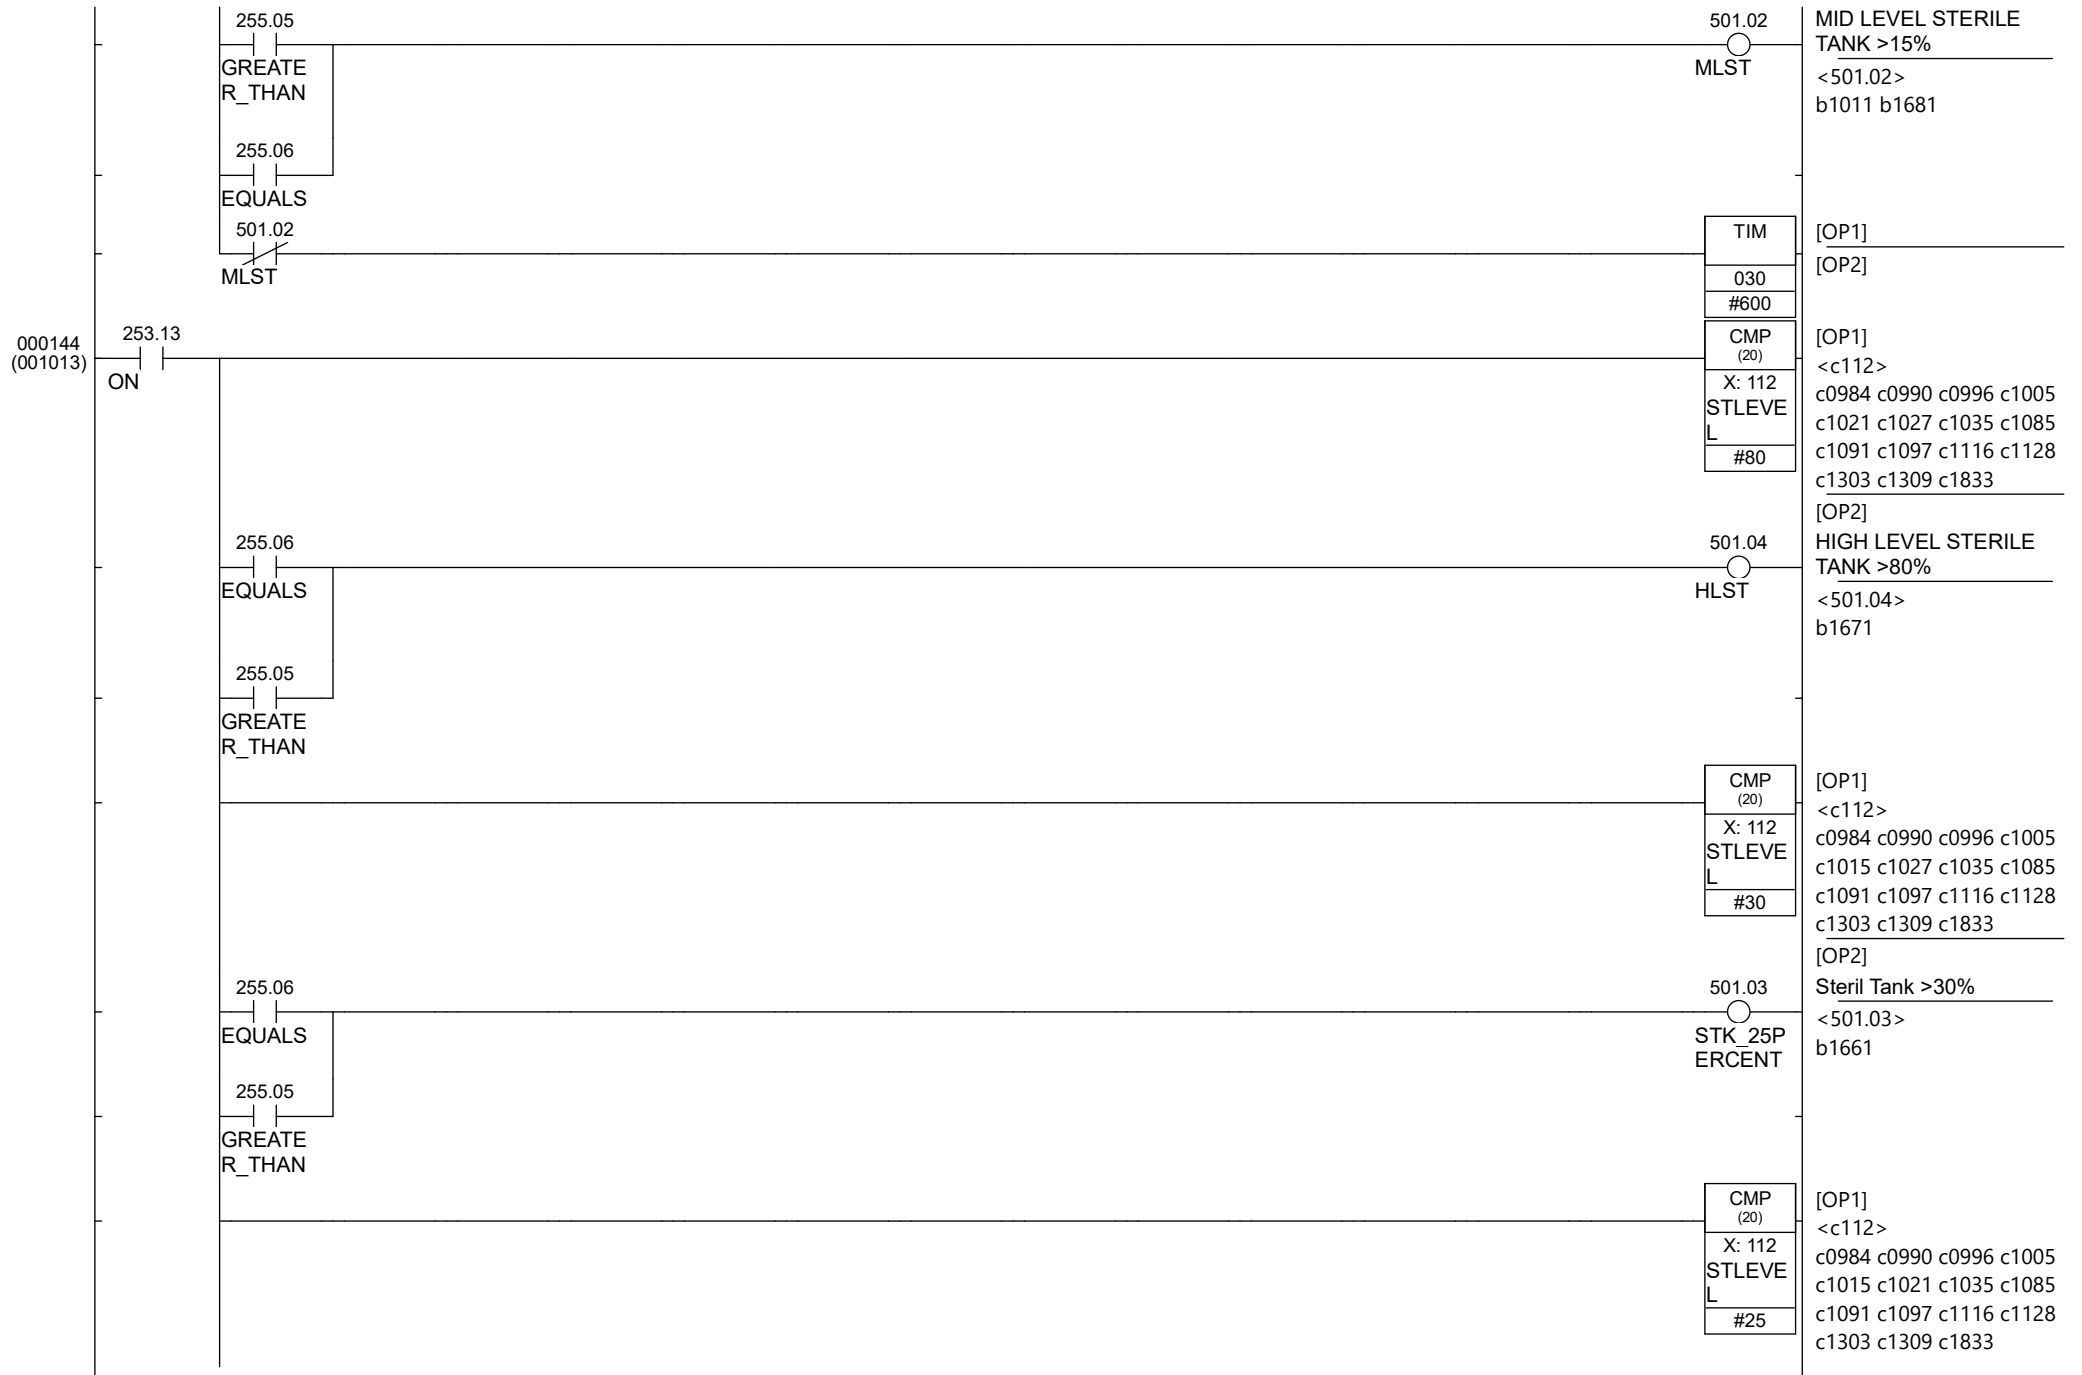 255.05
501.02
MID LEVEL STERILE
TANK >15%
GREATE
R_THAN
MLST
<501.02>
b1011 b1681
255.06
EQUALS
501.02
MLST
TIM
030
#600
[OP1]
[OP2]
000144
(001013)
253.13
ON
CMP
(20)
X: 112
STLEVE
L
#80
[OP1]
<c112>
c0984 c0990 c0996 c1005
c1021 c1027 c1035 c1085
c1091 c1097 c1116 c1128
c1303 c1309 c1833
[OP2]
255.06
EQUALS
501.04
HLST
HIGH LEVEL STERILE
TANK >80%
<501.04>
b1671
255.05
GREATE
R_THAN
CMP
(20)
X: 112
STLEVE
L
#30
[OP1]
<c112>
c0984 c0990 c0996 c1005
c1015 c1027 c1035 c1085
c1091 c1097 c1116 c1128
c1303 c1309 c1833
[OP2]
255.06
EQUALS
501.03
STK_25P
ERCENT
Steril Tank >30%
<501.03>
b1661
255.05
GREATE
R_THAN
CMP
(20)
X: 112
STLEVE
L
#25
[OP1]
<c112>
c0984 c0990 c0996 c1005
c1015 c1021 c1035 c1085
c1091 c1097 c1116 c1128
c1303 c1309 c1833